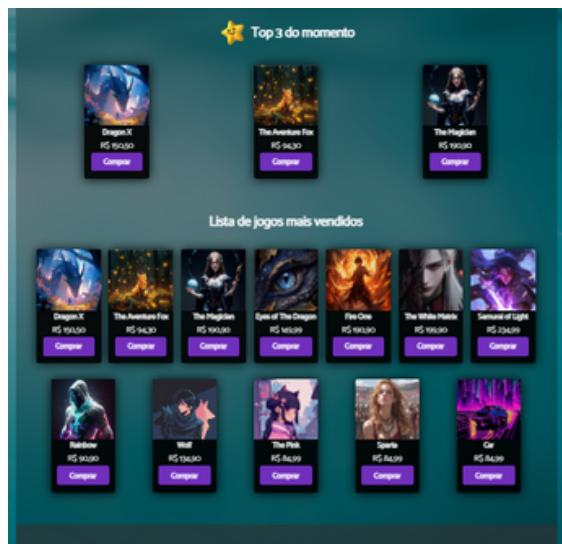 Top 3 do momento
Dragon X
R$ 150,50
Comprar
The Aventure Fox
R$ 94,30
Comprar
The Magician
R$ 190,90
Comprar
Lista de jogos mais vendidos
Dragon X
R$ 150,50
Comprar
The Aventure Fox
R$ 94,30
Comprar
The Magician
R$ 190,90
Comprar
Eyes of The Dragon
R$ 149,99
Comprar
Fire One
R$ 190,90
Comprar
The White Matrix
R$ 199,90
Comprar
Samurai of Light
R$ 234,99
Comprar
Rainbow
R$ 90,90
Comprar
Wolf
R$ 134,90
Comprar
The Pink
R$ 84,99
Comprar
Sparta
R$ 84,99
Comprar
Car
R$ 84,99
Comprar